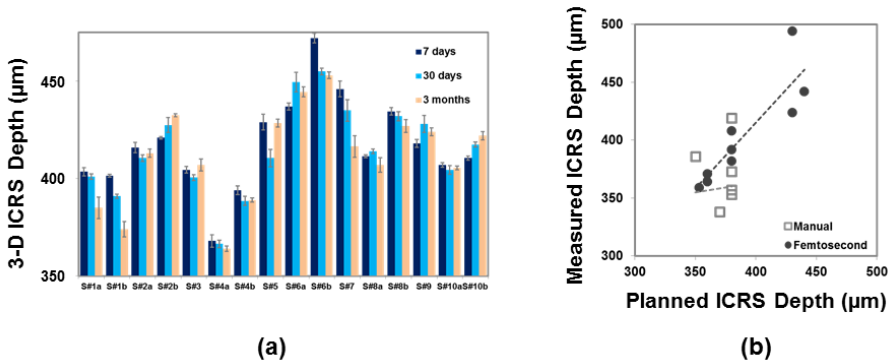 3-D ICRS Depth (µm)
450
400
350
7 days
30 days
3 months
S#1a S#1b S#2a S#2b S#3 S#4a S#4b S#5 S#6a S#6b S#7 S#8a S#8b S#9 S#10a S#10b
(a)
Measured ICRS Depth (µm)
500
450
400
350
300
Manual
Femtosecond
300 350 400 450 500
Planned ICRS Depth (µm)
(b)